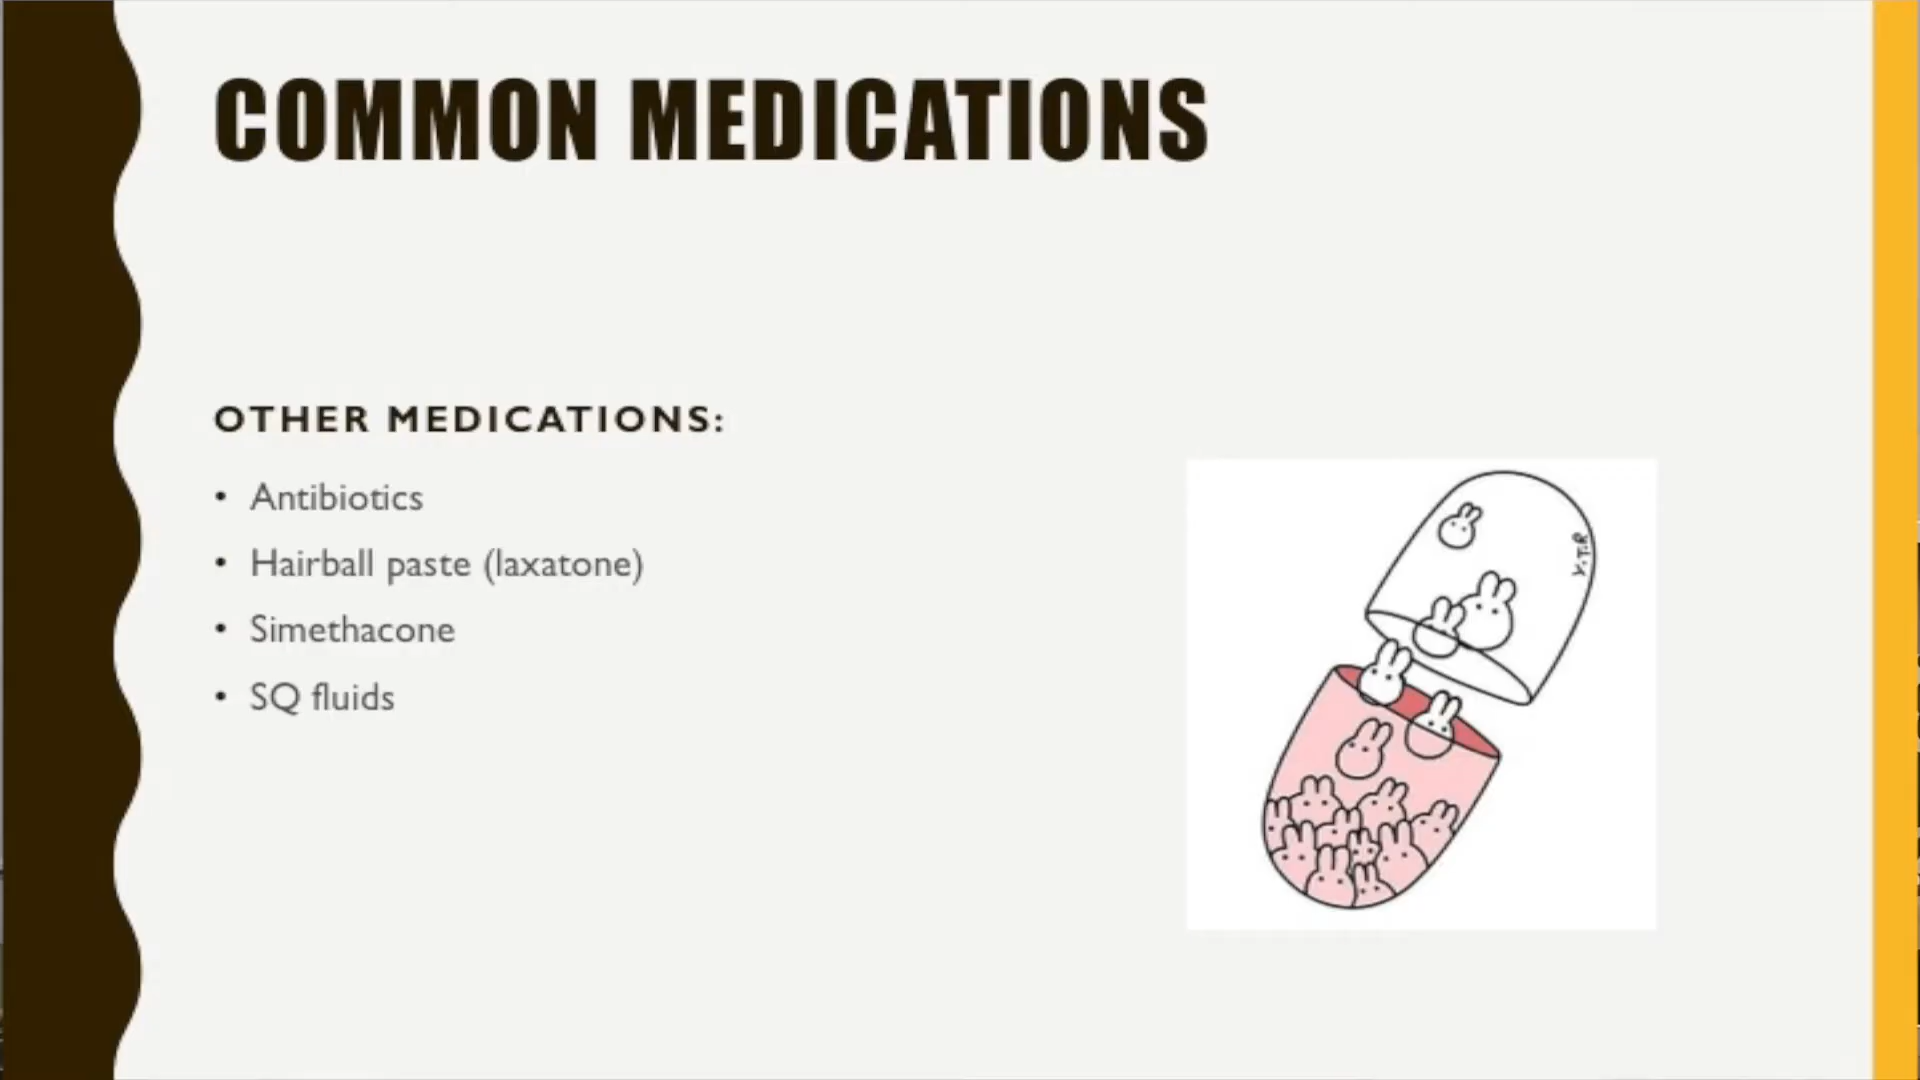 COMMON MEDICATIONS
OTHER MEDICATIONS:
• Antibiotics
• Hairball paste (laxatone)
• Simethacone
• SQ fluids
Y.T.R